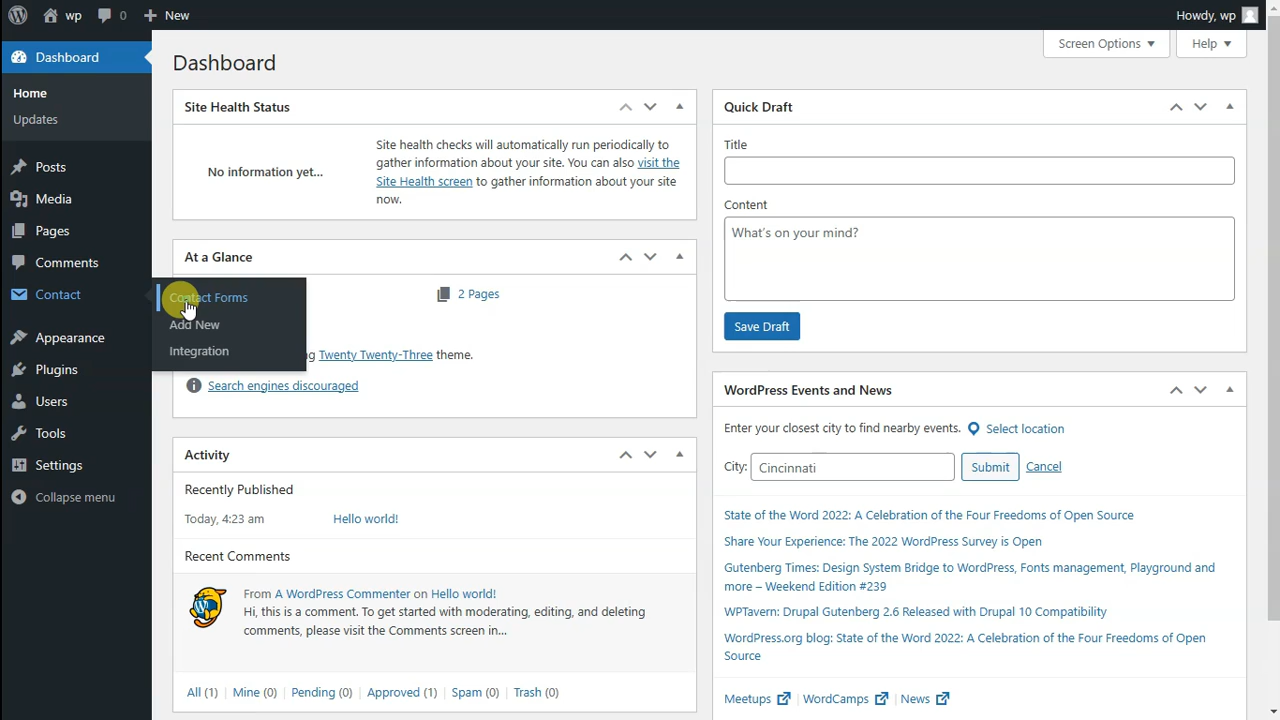 wp 0 New Howdy, wp
Dashboard
Home
Updates
Posts
Media
Pages
Comments
Contact
Appearance
Plugins
Users
Tools
Settings
Collapse menu
Contact Forms
Add New
Integration
Screen Options Help
Dashboard
Site Health Status
No information yet...
Site health checks will automatically run periodically to
gather information about your site. You can also visit the
Site Health screen to gather information about your site
now.
At a Glance
2 Pages
Twenty Twenty-Three theme.
Search engines discouraged
Activity
Recently Published
Today, 4:23 am Hello world!
Recent Comments
From A WordPress Commenter on Hello world!
Hi, this is a comment. To get started with moderating, editing, and deleting
comments, please visit the Comments screen in...
All (1) | Mine (0) | Pending (0) | Approved (1) | Spam (0) | Trash (0)
Quick Draft
Title
Content
What's on your mind?
Save Draft
WordPress Events and News
Enter your closest city to find nearby events. Select location
City: Cincinnati Submit Cancel
State of the Word 2022: A Celebration of the Four Freedoms of Open Source
Share Your Experience: The 2022 WordPress Survey is Open
Gutenberg Times: Design System Bridge to WordPress, Fonts management, Playground and
more – Weekend Edition #239
WPTavern: Drupal Gutenberg 2.6 Released with Drupal 10 Compatibility
WordPress.org blog: State of the Word 2022: A Celebration of the Four Freedoms of Open
Source
Meetups | WordCamps | News